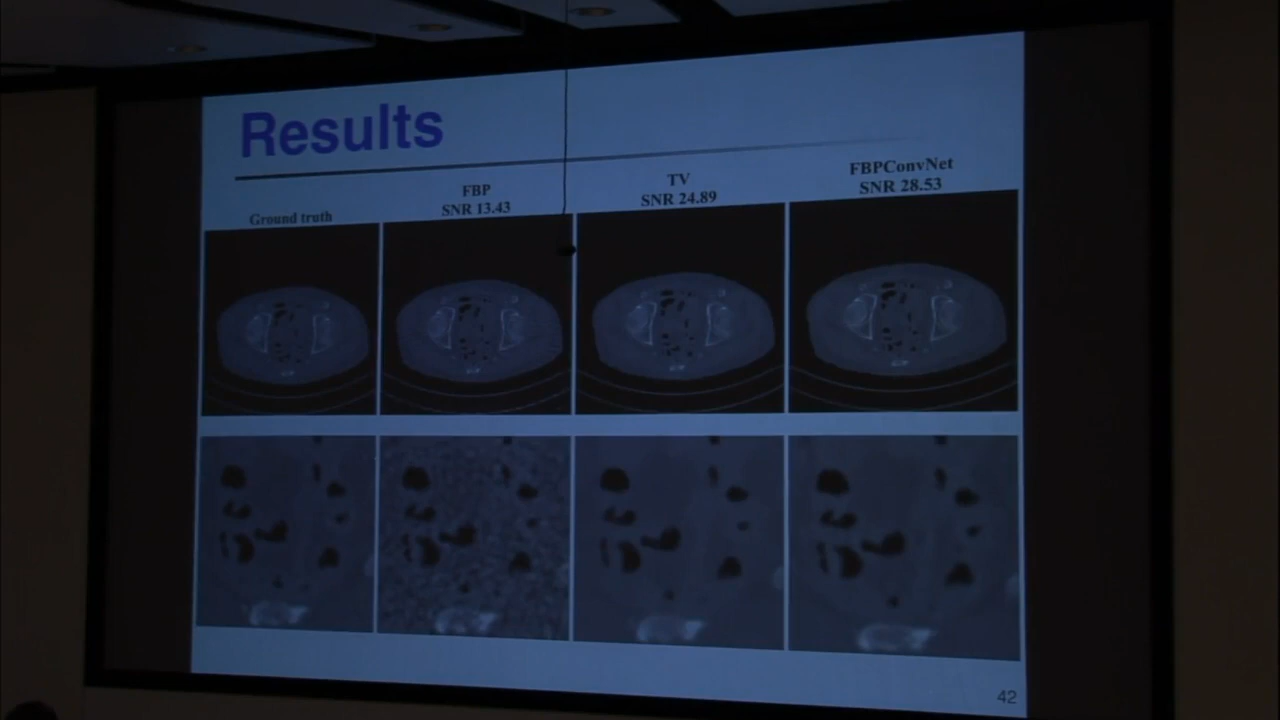 Results
Ground truth
FBP
SNR 13.43
TV
SNR 24.89
FBPConvNet
SNR 28.53
42